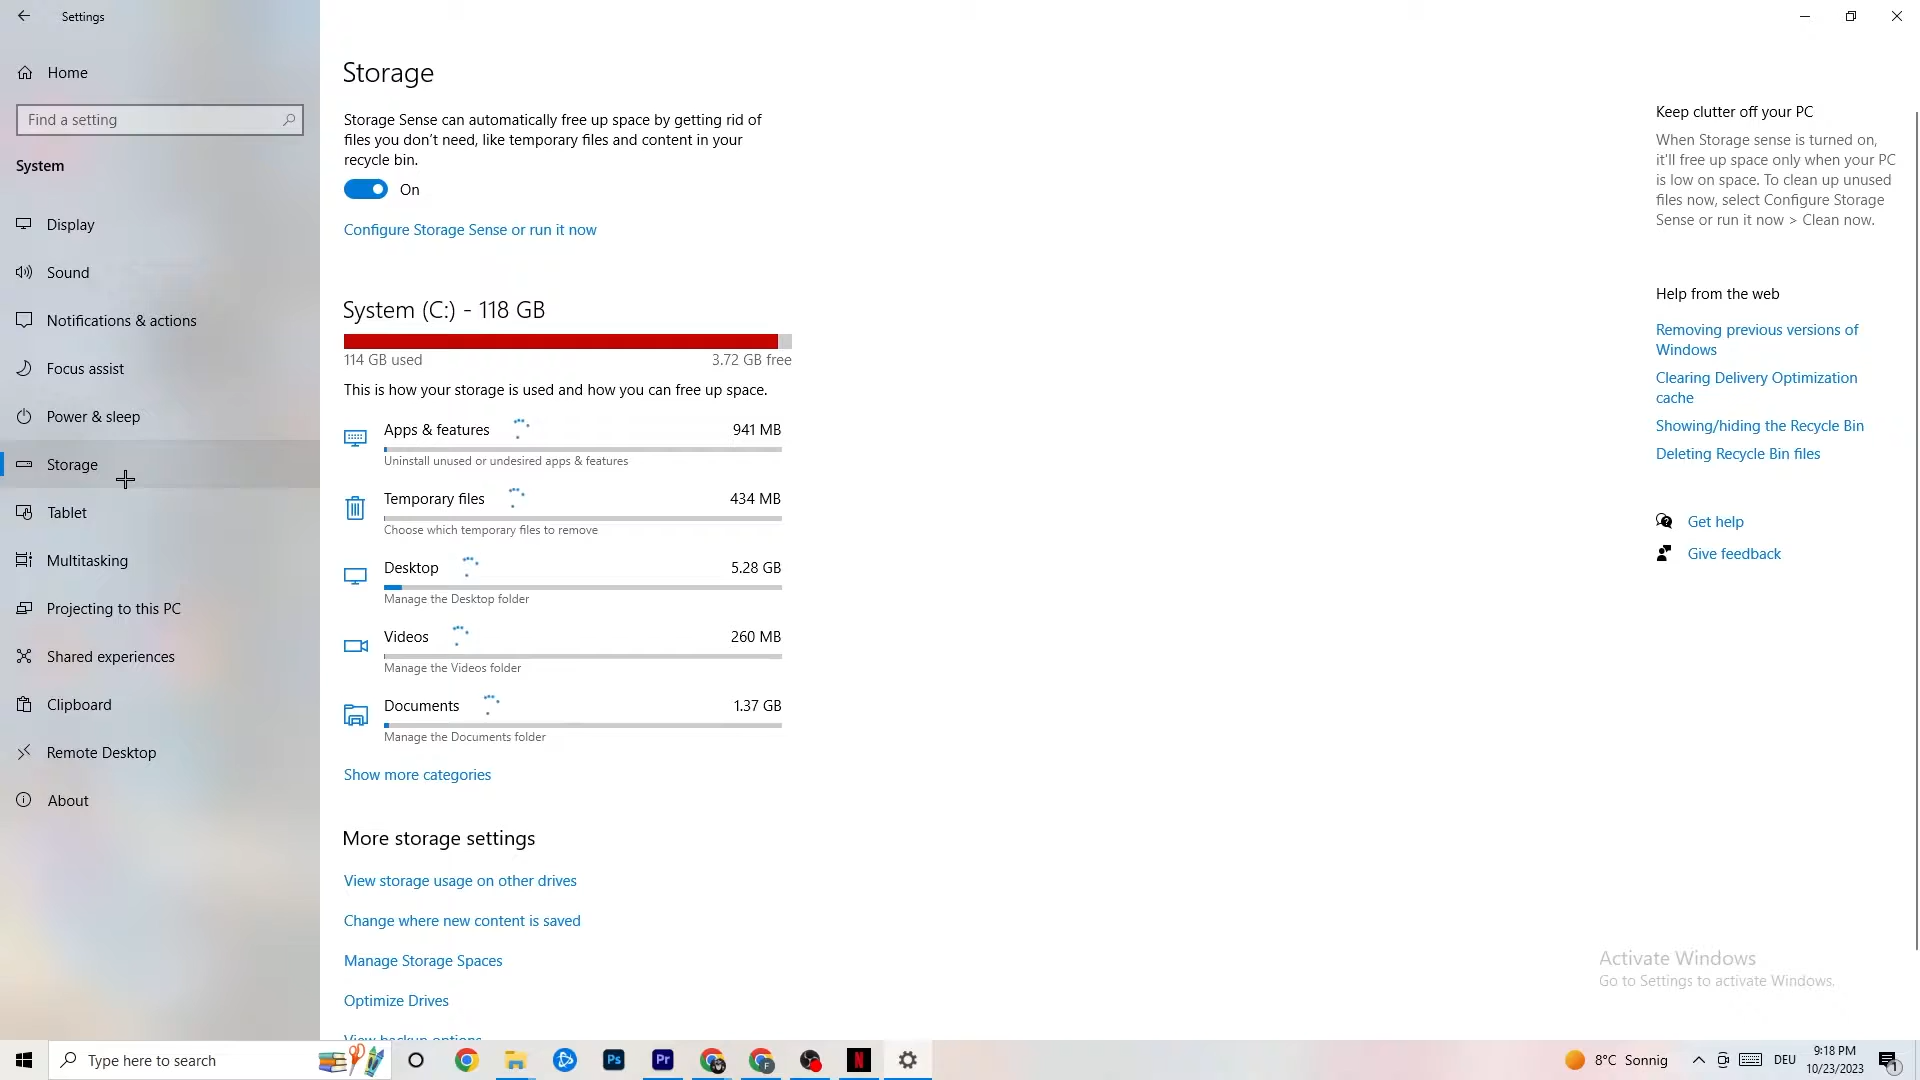 Settings
Home
Find a setting
System
Display
Sound
Notifications & actions
Focus assist
Power & sleep
Storage
Tablet
Multitasking
Projecting to this PC
Shared experiences
Clipboard
Remote Desktop
About
Storage
Storage Sense can automatically free up space by getting rid of
files you don't need, like temporary files and content in your
recycle bin.
On
Configure Storage Sense or run it now
System (C:) - 118 GB
114 GB used
3.72 GB free
This is how your storage is used and how you can free up space.
Apps & features
941 MB
Uninstall unused or undesired apps & features
Temporary files
434 MB
Choose which temporary files to remove
Desktop
5.28 GB
Manage the Desktop folder
Videos
260 MB
Manage the Videos folder
Documents
1.37 GB
Manage the Documents folder
Show more categories
More storage settings
View storage usage on other drives
Change where new content is saved
Manage Storage Spaces
Optimize Drives
View backup options
Keep clutter off your PC
When Storage sense is turned on,
it'll free up space only when your PC
is low on space. To clean up unused
files now, select Configure Storage
Sense or run it now > Clean now.
Help from the web
Removing previous versions of
Windows
Clearing Delivery Optimization
cache
Showing/hiding the Recycle Bin
Deleting Recycle Bin files
Get help
Give feedback
Activate Windows
Go to Settings to activate Windows.
Type here to search
Ps
Pr
F
N
8°C Sonnig
DEU
9:18 PM
10/23/2023
1